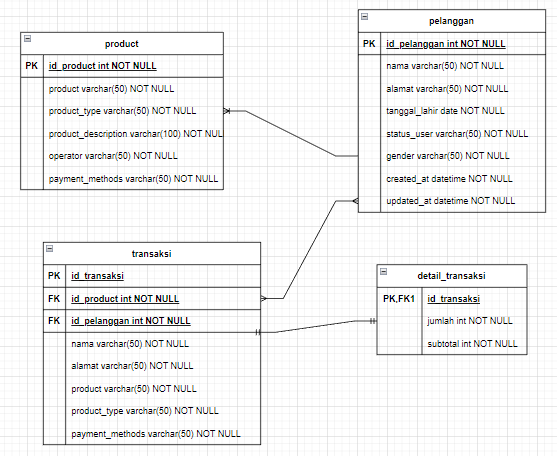 product
PK id_product int NOT NULL
product varchar(50) NOT NULL
product_type varchar(50) NOT NULL
product_description varchar(100) NOT NUL
operator varchar(50) NOT NULL
payment_methods varchar(50) NOT NULL
pelanggan
PK id_pelanggan int NOT NULL
nama varchar(50) NOT NULL
alamat varchar(50) NOT NULL
tanggal_lahir date NOT NULL
status_user varchar(50) NOT NULL
gender varchar(50) NOT NULL
created_at datetime NOT NULL
updated_at datetime NOT NULL
transaksi
PK id_transaksi
FK id_product int NOT NULL
FK id_pelanggan int NOT NULL
nama varchar(50) NOT NULL
alamat varchar(50) NOT NULL
product varchar(50) NOT NULL
product_type varchar(50) NOT NULL
payment_methods varchar(50) NOT NULL
detail_transaksi
PK,FK1 id_transaksi
jumlah int NOT NULL
subtotal int NOT NULL